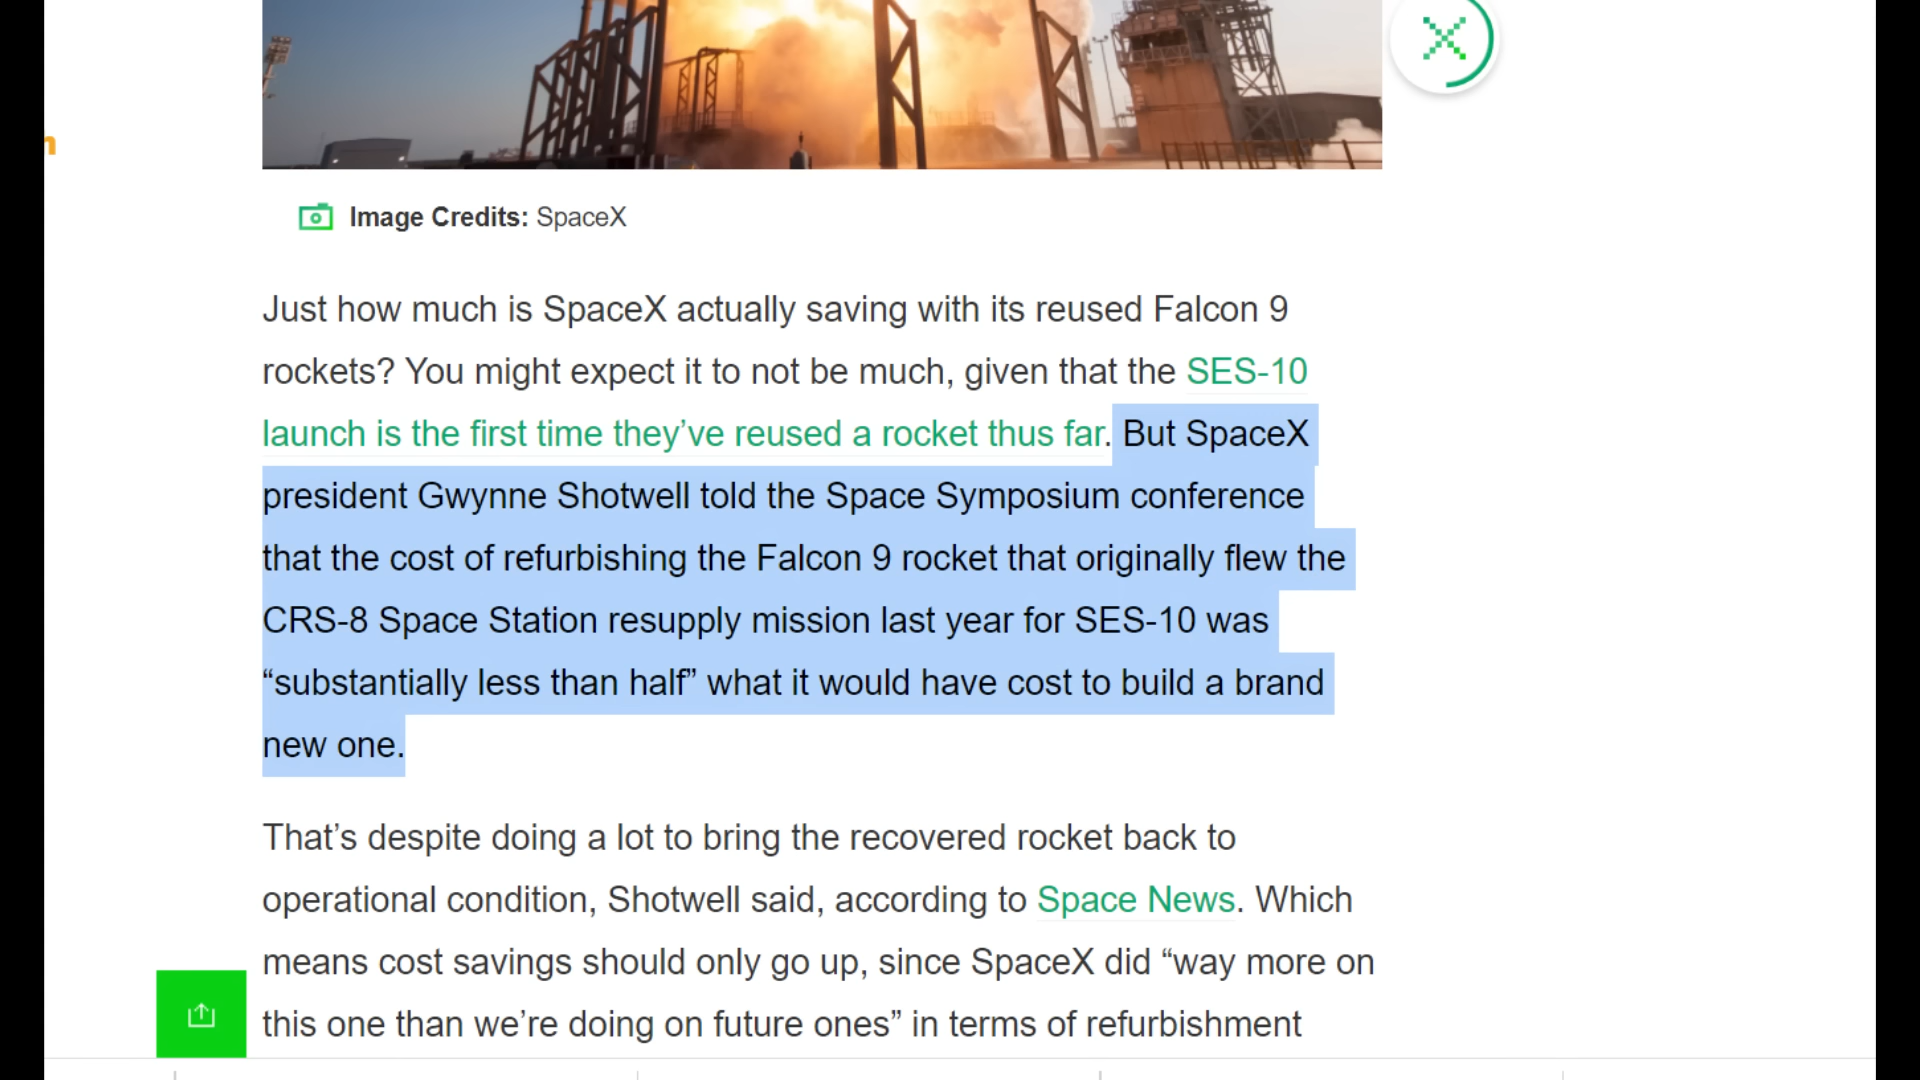 n
Image Credits: SpaceX
Just how much is SpaceX actually saving with its reused Falcon 9
rockets? You might expect it to not be much, given that the SES-10
launch is the first time they’ve reused a rocket thus far. But SpaceX
president Gwynne Shotwell told the Space Symposium conference
that the cost of refurbishing the Falcon 9 rocket that originally flew the
CRS-8 Space Station resupply mission last year for SES-10 was
“substantially less than half” what it would have cost to build a brand
new one.
That’s despite doing a lot to bring the recovered rocket back to
operational condition, Shotwell said, according to Space News. Which
means cost savings should only go up, since SpaceX did “way more on
this one than we’re doing on future ones” in terms of refurbishment